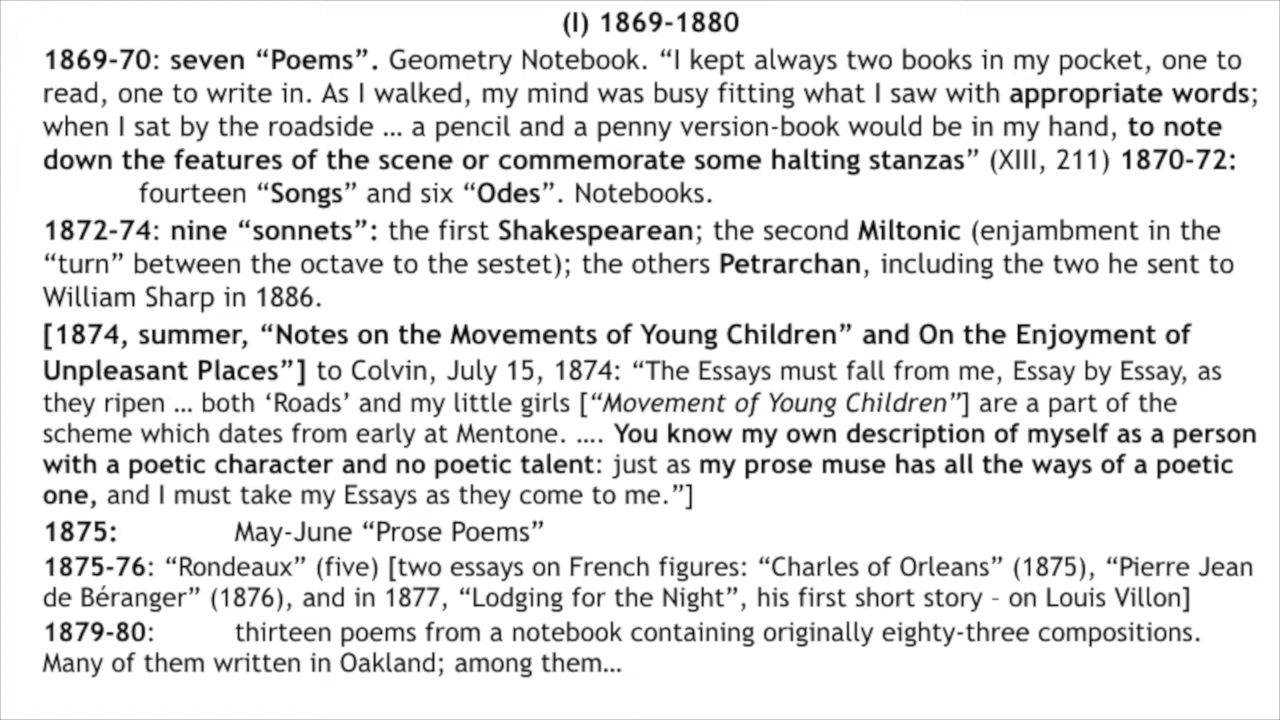 (I) 1869-1880
1869-70: seven “Poems”. Geometry Notebook. “I kept always two books in my pocket, one to
read, one to write in. As I walked, my mind was busy fitting what I saw with appropriate words;
when I sat by the roadside … a pencil and a penny version-book would be in my hand, to note
down the features of the scene or commemorate some halting stanzas” (XIII, 211) 1870-72:
fourteen “Songs” and six “Odes”. Notebooks.
1872-74: nine “sonnets”: the first Shakespearean; the second Miltonic (enjambment in the
“turn” between the octave to the sestet); the others Petrarchan, including the two he sent to
William Sharp in 1886.
[1874, summer, “Notes on the Movements of Young Children” and On the Enjoyment of
Unpleasant Places”] to Colvin, July 15, 1874: “The Essays must fall from me, Essay by Essay, as
they ripen … both ‘Roads’ and my little girls [“Movement of Young Children”] are a part of the
scheme which dates from early at Mentone. …. You know my own description of myself as a person
with a poetic character and no poetic talent: just as my prose muse has all the ways of a poetic
one, and I must take my Essays as they come to me.”]
1875: May-June “Prose Poems”
1875-76: “Rondeaux” (five) [two essays on French figures: “Charles of Orleans” (1875), “Pierre Jean
de Béranger” (1876), and in 1877, “Lodging for the Night”, his first short story - on Louis Villon]
1879-80: thirteen poems from a notebook containing originally eighty-three compositions.
Many of them written in Oakland; among them…